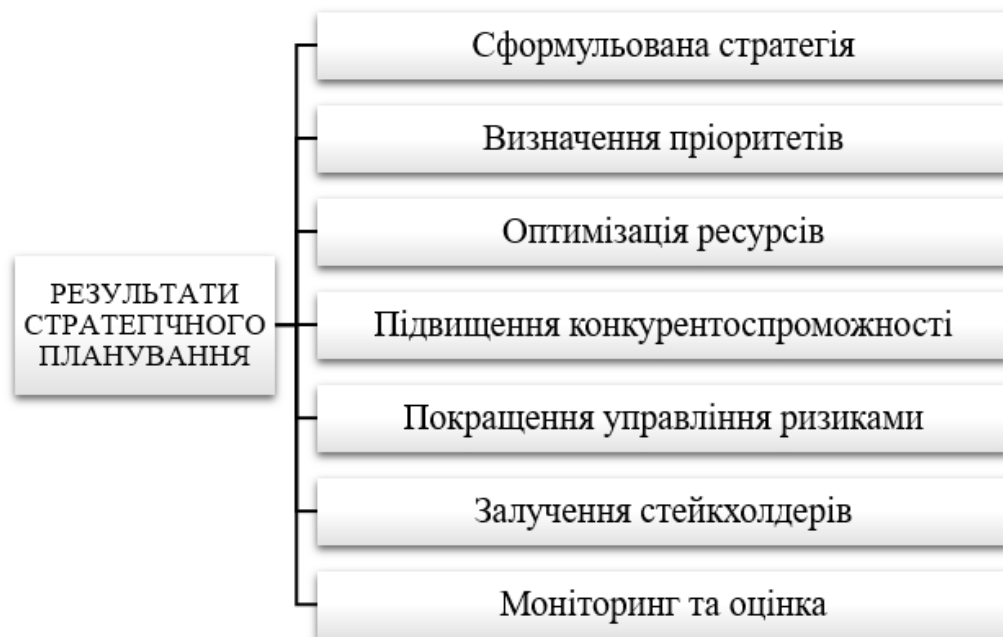 РЕЗУЛЬТАТИ
СТРАТЕГІЧНОГО
ПЛАНУВАННЯ
Сформульована стратегія
Визначення пріоритетів
Оптимізація ресурсів
Підвищення конкурентоспроможності
Покращення управління ризиками
Залучення стейкхолдерів
Моніторинг та оцінка